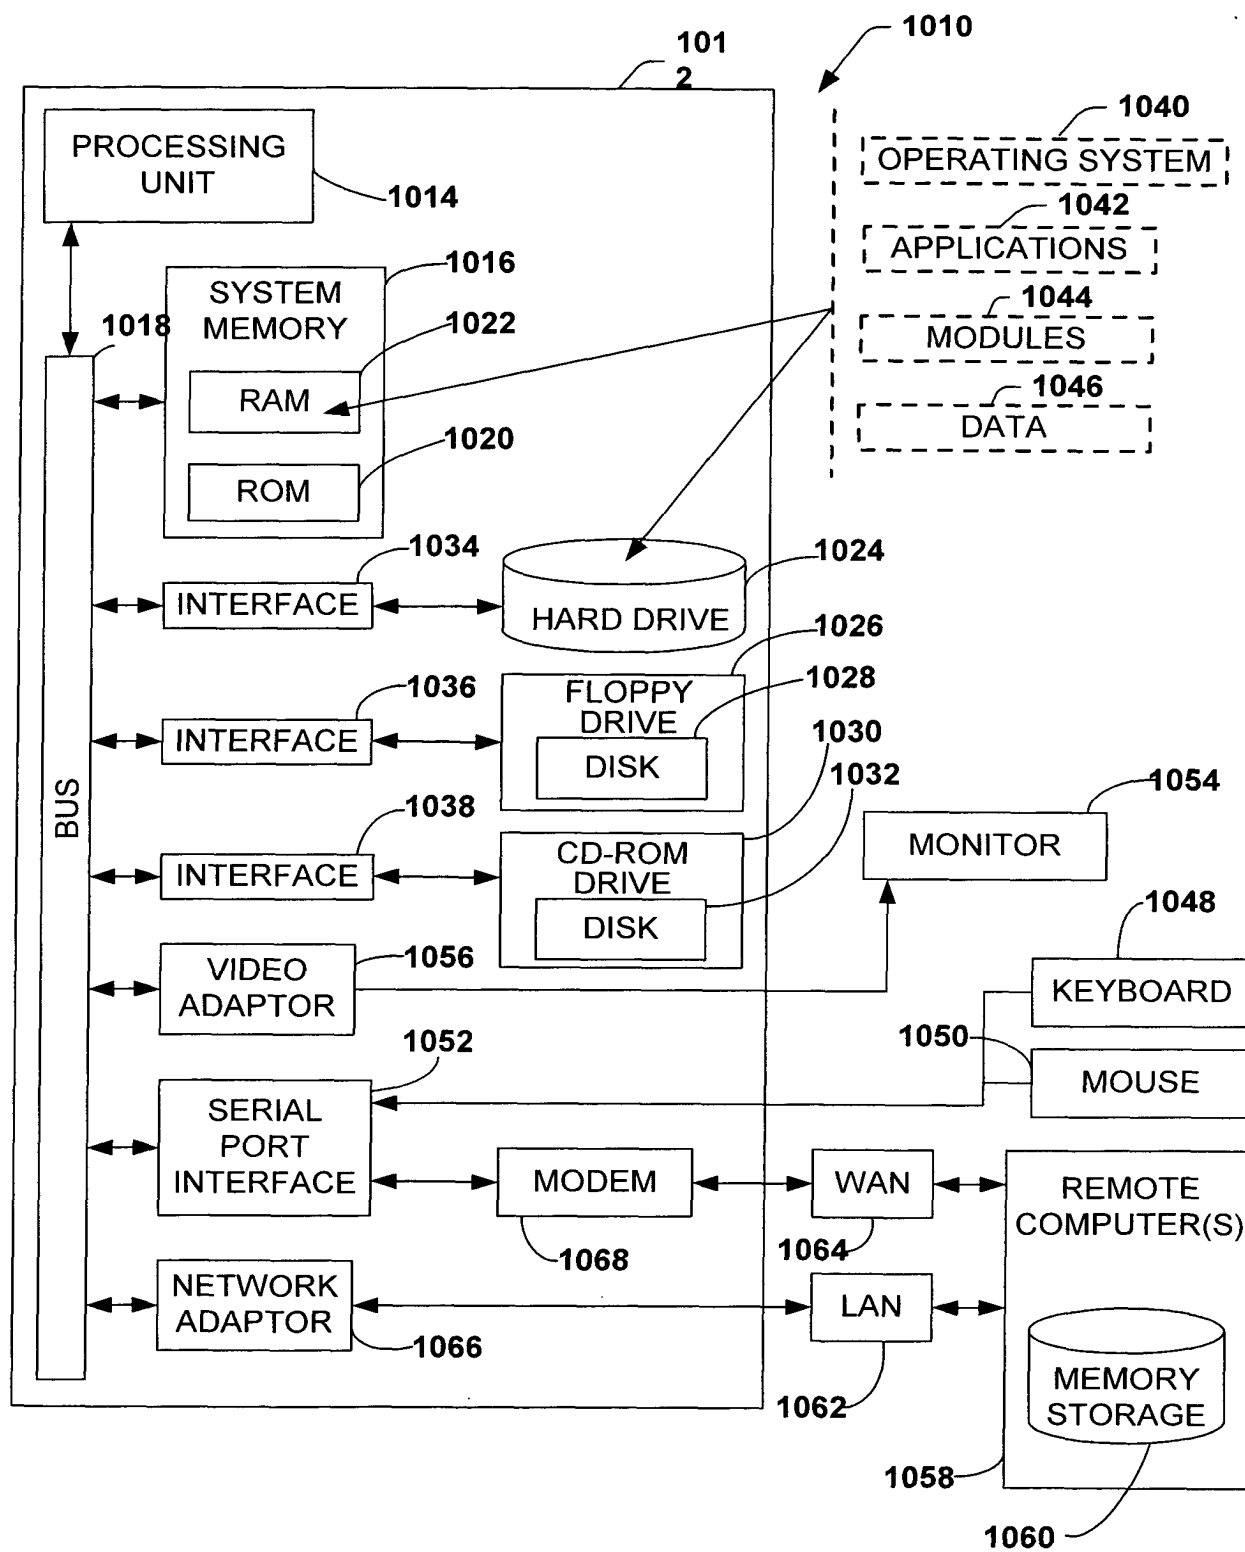 1010
101
2
PROCESSING
UNIT
1014
1040
OPERATING SYSTEM
1042
APPLICATIONS
1044
MODULES
1046
DATA
1016
SYSTEM
MEMORY
1018
1022
RAM
1020
ROM
1034
INTERFACE
1024
HARD DRIVE
1026
1036
INTERFACE
FLOPPY
DRIVE
1028
DISK
1030
1032
1038
INTERFACE
CD-ROM
DRIVE
DISK
BUS
1054
MONITOR
1056
VIDEO
ADAPTOR
1048
KEYBOARD
1050
MOUSE
1052
SERIAL
PORT
INTERFACE
MODEM
1068
WAN
1064
REMOTE
COMPUTER(S)
NETWORK
ADAPTOR
1066
LAN
1062
MEMORY
STORAGE
1058
1060